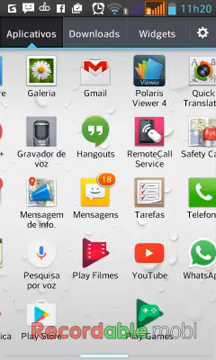 11h20
Aplicativos Downloads Widgets
Galeria Gmail Polaris Viewer 4 Quick Translat
Gravador de voz Hangouts RemoteCall Service Safety Ca
18
Mensagem de info. Mensagens Tarefas Telefon
Pesquisa por voz Play Filmes YouTube WhatsA
Play Store Play Games
Recordable.mobi